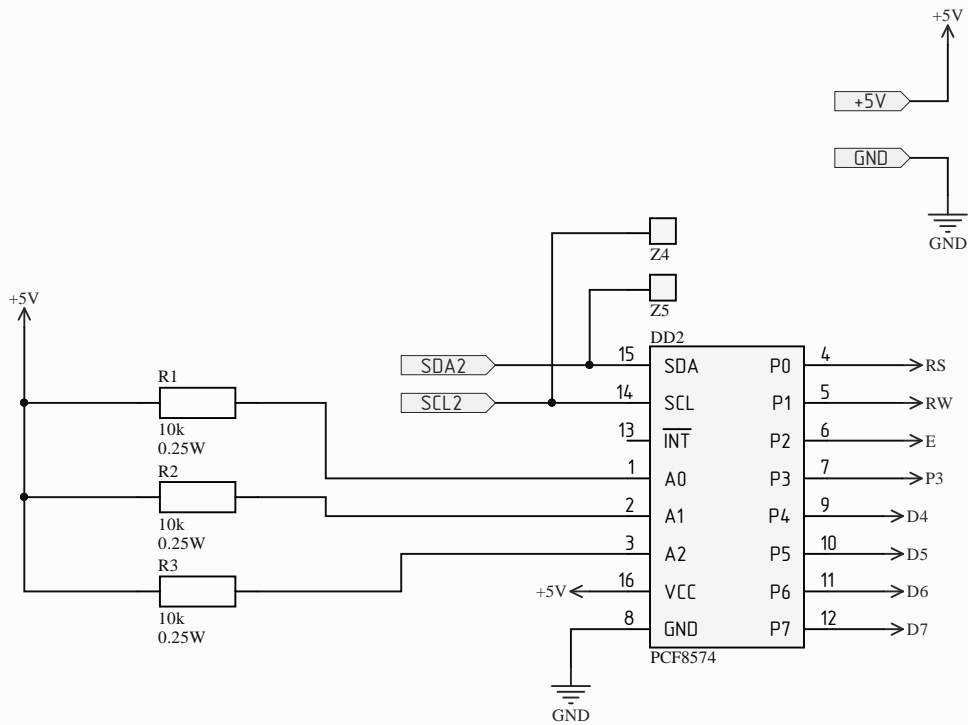 +5V
+5V
GND
GND
Z4
Z5
+5V
DD2
SDA2 15 SDA P0 4 RS
R1
SCL2 14 SCL P1 5 RW
10k
0.25W
13 INT P2 6 E
R2
1 A0 P3 7 P3
10k
0.25W
2 A1 P4 9 D4
R3
3 A2 P5 10 D5
10k
0.25W
+5V 16 VCC P6 11 D6
8 GND P7 12 D7
PCF8574
GND